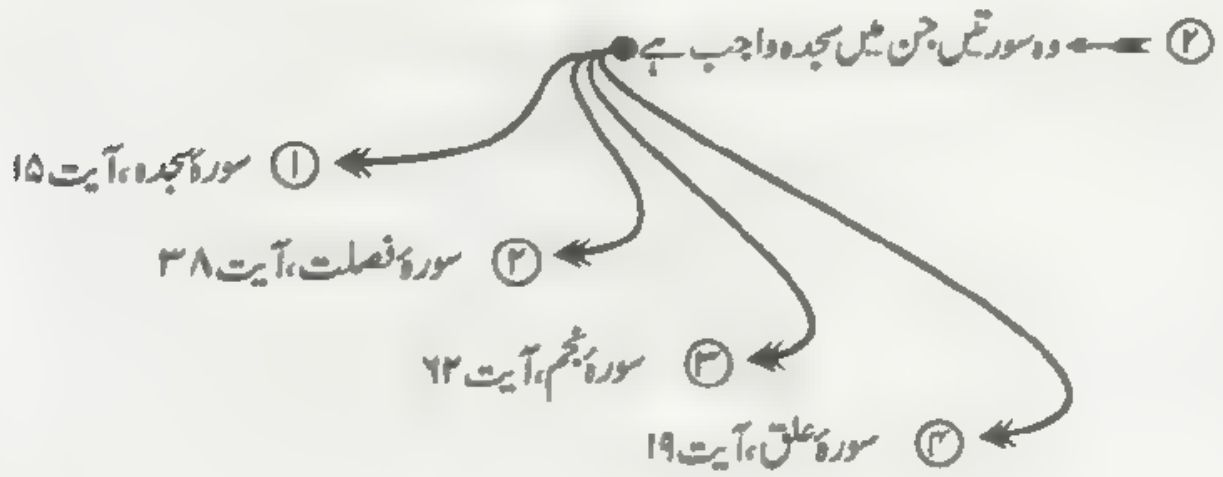 ۲ وہ سورتیں جن میں سجدہ واجب ہے
۱ سورۂ سجدہ، آیت ۱۵
۲ سورۂ فصلت، آیت ۳۸
۳ سورۂ نجم، آیت ۶۲
۴ سورۂ علق، آیت ۱۹